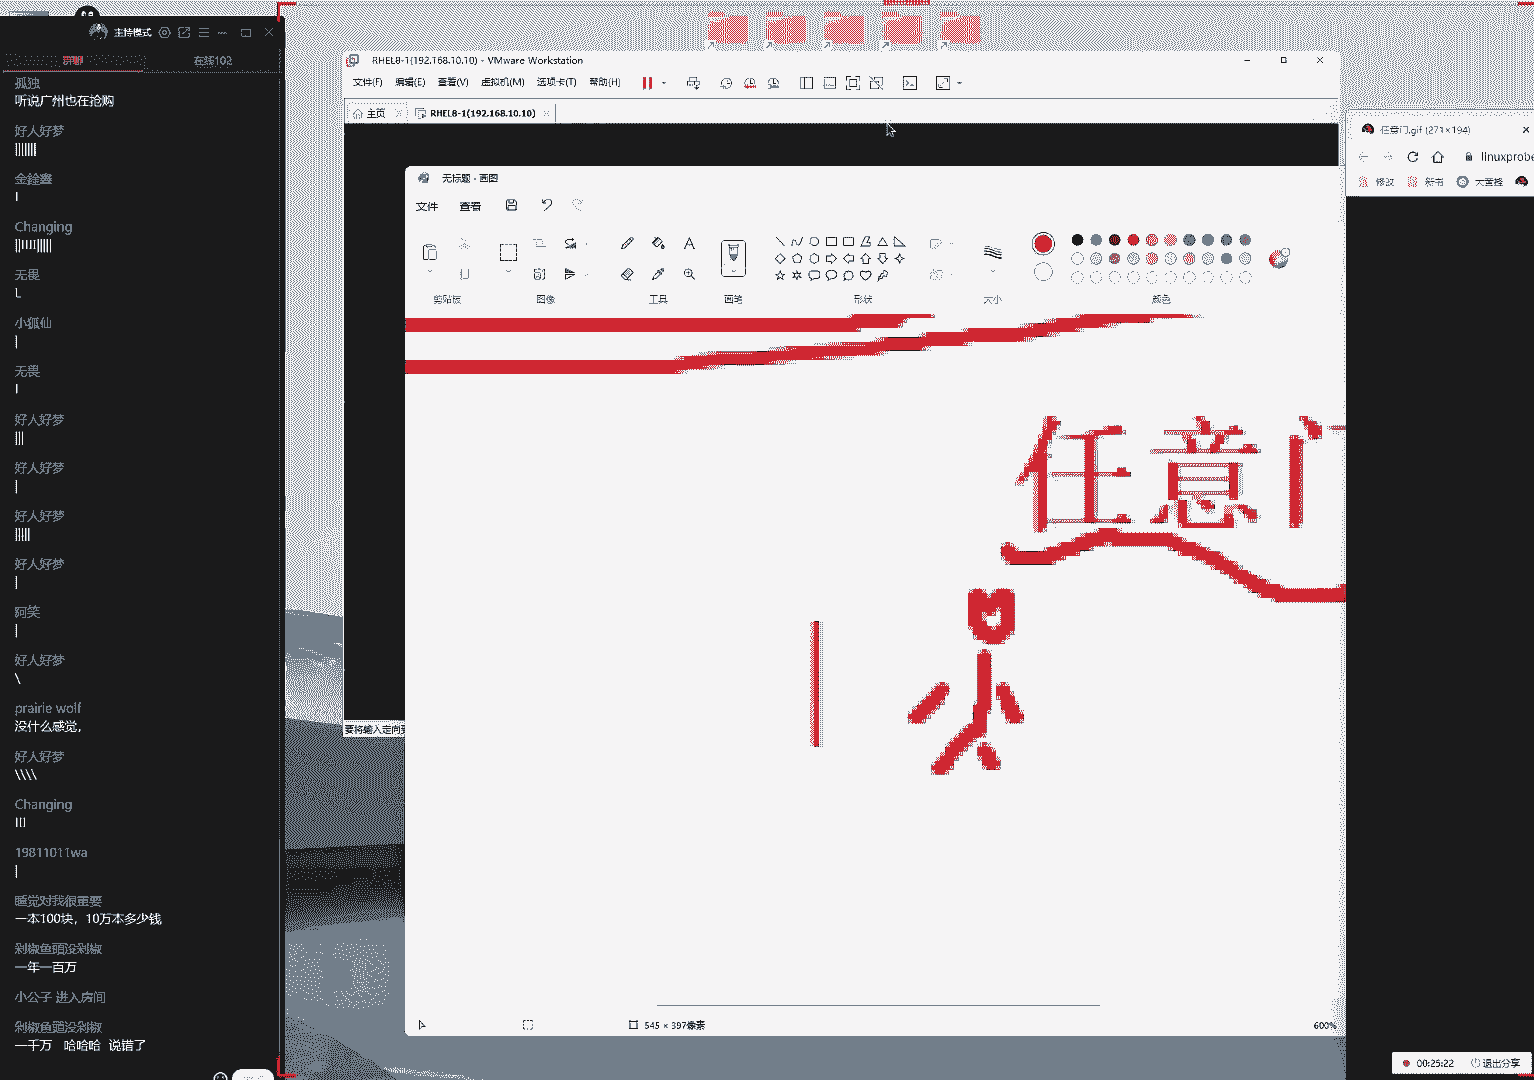 主持模式
群聊
在线102
孤独
听说广州也在抢购
好人好梦
||||||||
金銓鑫
I
Changing
||||ııı|||||
无畏
L
小狐仙
|
无畏
I
好人好梦
|||
好人好梦
|
好人好梦
|||||
好人好梦
|
阿笑
|
好人好梦
\
prairie wolf
没什么感觉,
好人好梦
\\\\
Changing
ııı
19811011wa
|
睡觉对我很重要
一本100块，10万本多少钱
剁椒鱼头没剁椒
一年一百万
小公子 进入房间
剁椒鱼头没剁椒
一千万 哈哈哈 说错了
RHEL8-1(192.168.10.10) - VMware Workstation
文件(F) 编辑(E) 查看(V) 虚拟机(M) 选项卡(T) 帮助(H)
主页
RHEL8-1(192.168.10.10)
无标题 - 画图
文件 查看
剪贴板 图像 工具 画笔 形状 大小 颜色
任意门
要将输入定向到
545 × 397像素
600%
任意门.gif (271×194)
linuxprobe
修改 新书
00:25:22 退出分享